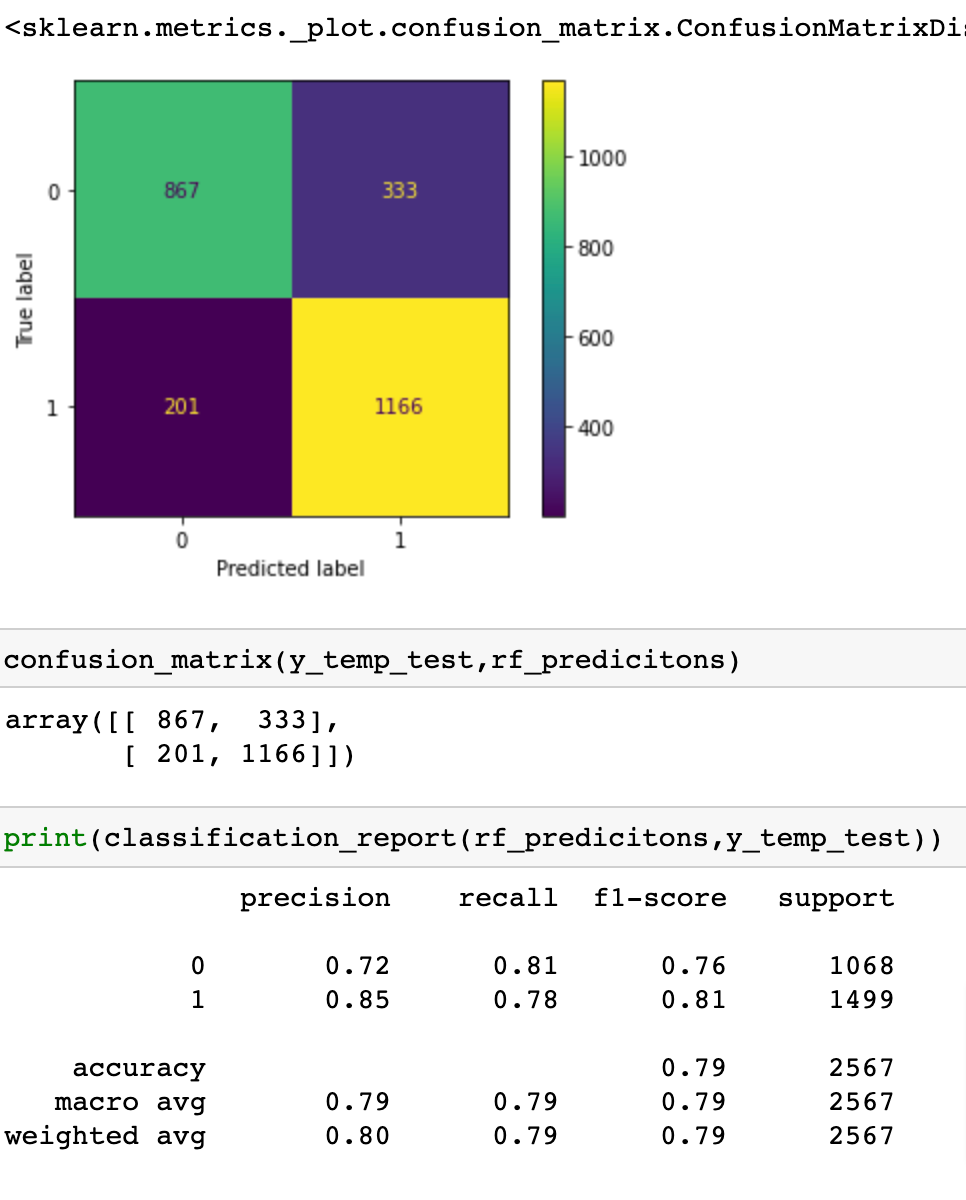 <sklearn.metrics._plot.confusion_matrix.ConfusionMatrixDis
867 333
201 1166
0
1
True label
0 1
Predicted label
1000
800
600
400
confusion_matrix(y_temp_test,rf_predicitons)
array([[ 867,  333],
       [ 201, 1166]])
print(classification_report(rf_predicitons,y_temp_test))
precision recall f1-score support
0 0.72 0.81 0.76 1068
1 0.85 0.78 0.81 1499
accuracy 0.79 2567
macro avg 0.79 0.79 0.79 2567
weighted avg 0.80 0.79 0.79 2567